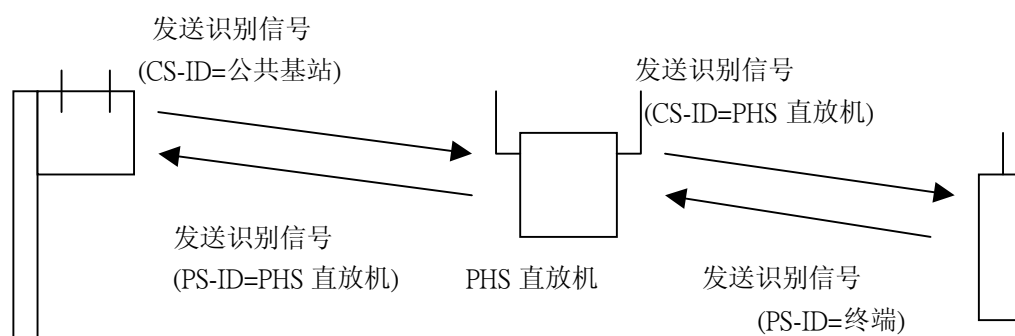 发送识别信号
(CS-ID=公共基站)
发送识别信号
(CS-ID=PHS 直放机)
发送识别信号
(PS-ID=PHS 直放机)
PHS 直放机
发送识别信号
(PS-ID=终端)